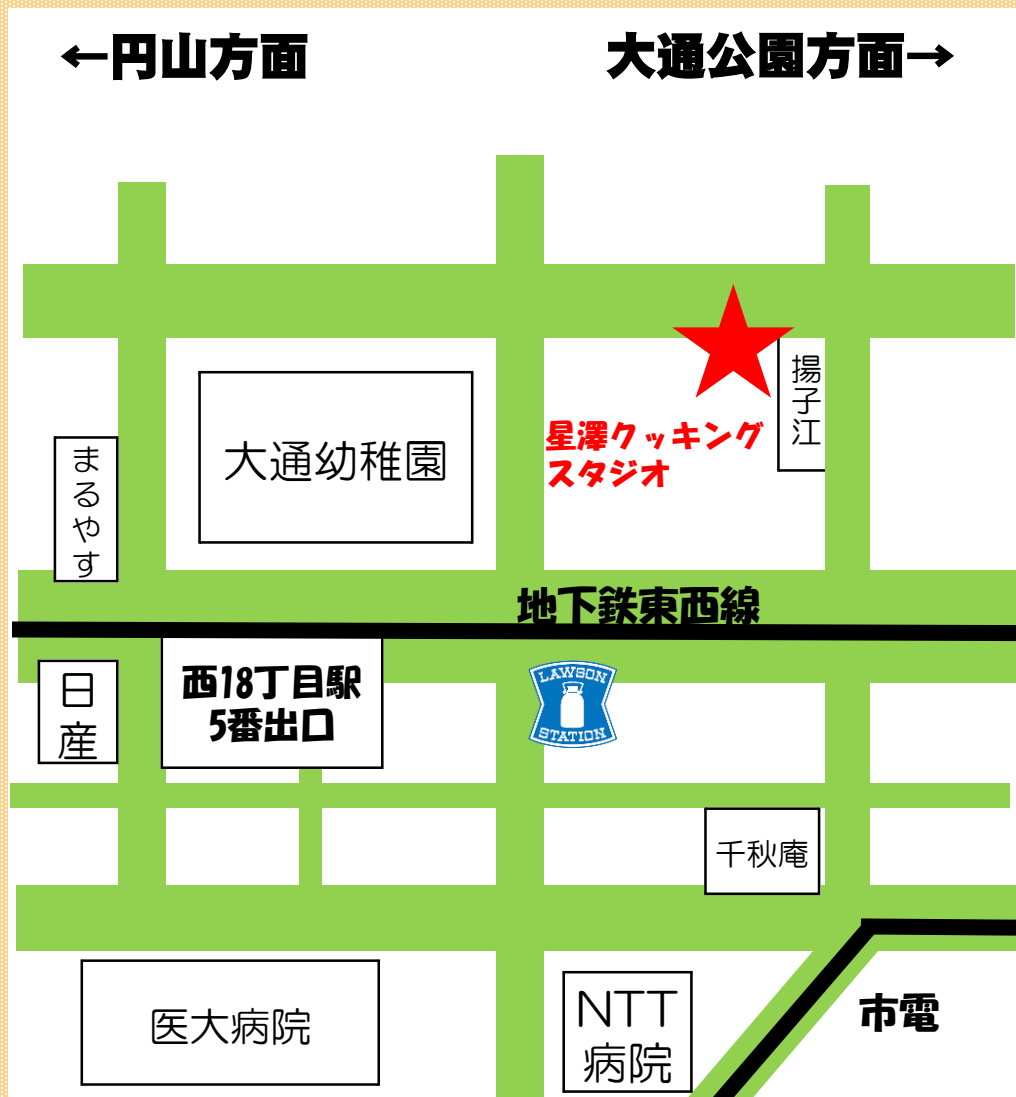 ←円山方面
大通公園方面→
揚子江
星澤クッキング
スタジオ
大通幼稚園
まるやす
地下鉄東西線
日産
西18丁目駅
5番出口
LAWSON
STATION
千秋庵
医大病院
NTT
病院
市電